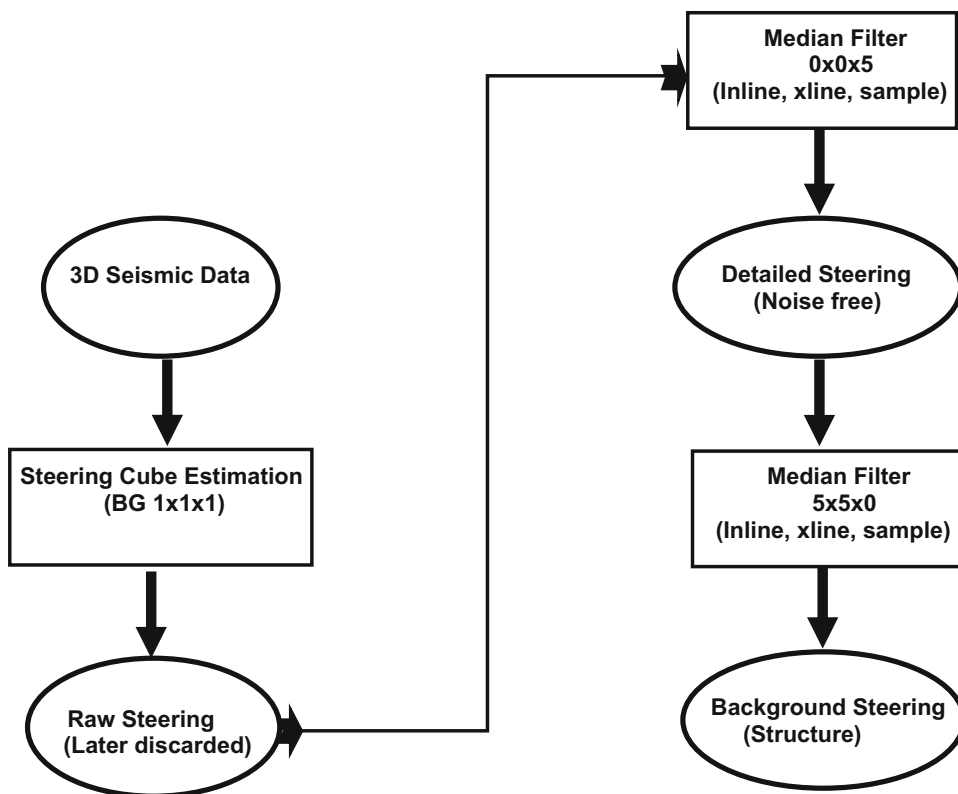 3D Seismic Data
Steering Cube Estimation
(BG 1x1x1)
Raw Steering
(Later discarded)
Median Filter
0x0x5
(Inline, xline, sample)
Detailed Steering
(Noise free)
Median Filter
5x5x0
(Inline, xline, sample)
Background Steering
(Structure)